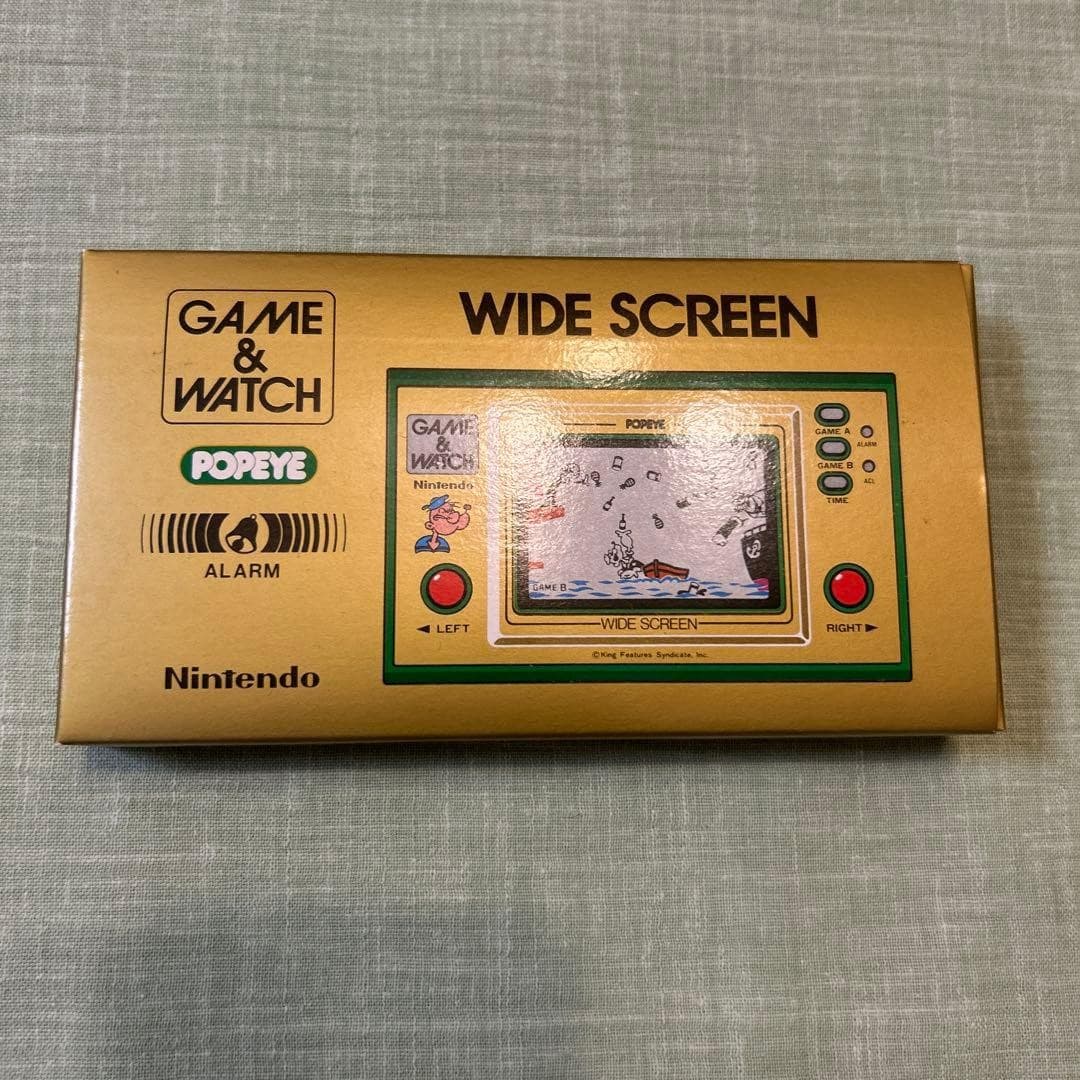 GAME
&
WATCH
POPEYE
ALARM
Nintendo
WIDE SCREEN
GAME
&
WATCH
Nintendo
◄ LEFT
POPEYE
GAME B
WIDE SCREEN
©King Features Syndicate, Inc.
GAME A
ALARM
GAME B
ACL
TIME
RIGHT ►